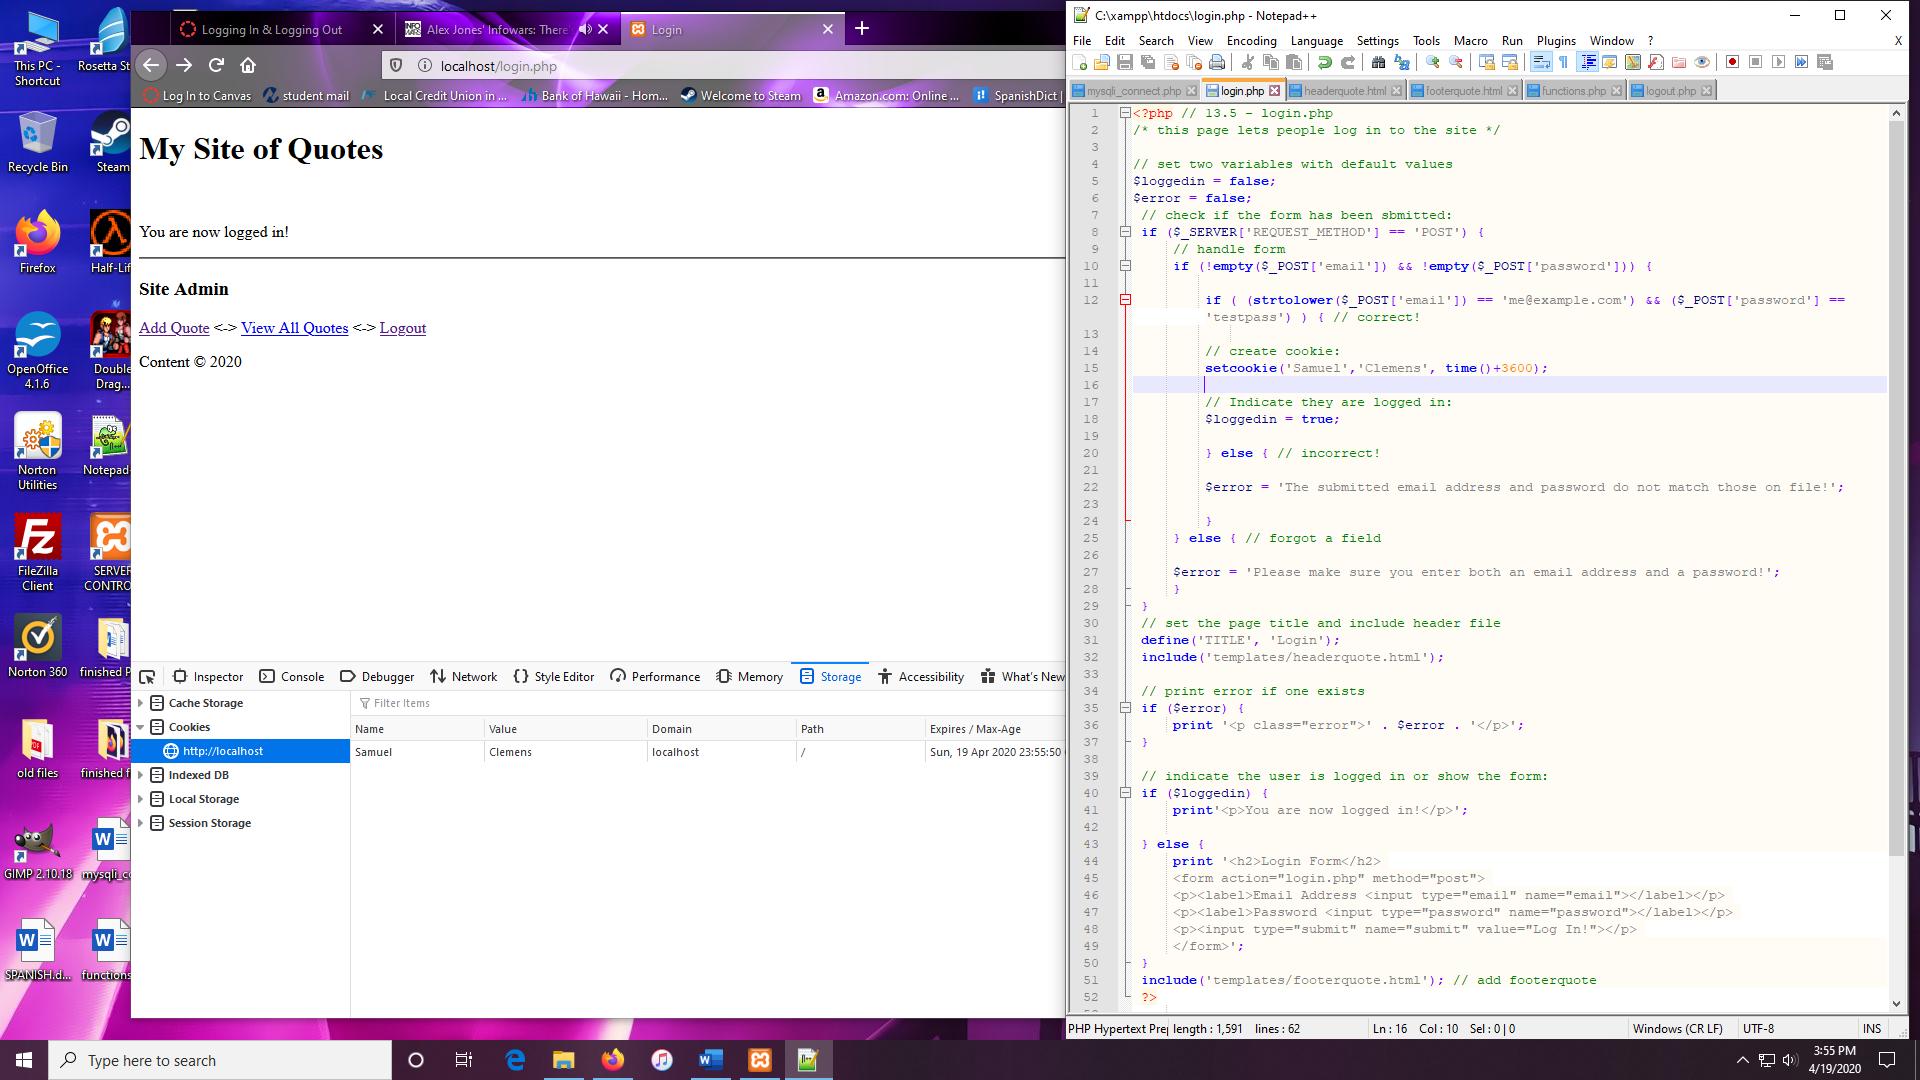 This PC - Shortcut
Rosetta St
Recycle Bin
Steam
Firefox
Half-Lif
OpenOffice 4.1.6
Double Drag...
Norton Utilities
Notepad
FileZilla Client
SERVER CONTRO
Norton 360
finished P
old files
finished f
GIMP 2.10.18
mysqli_co
SPANISH.d...
functions
Logging In & Logging Out
INFO WARS
Alex Jones' Infowars: There'
Login
localhost/login.php
Log In to Canvas
student mail
Local Credit Union in ...
Bank of Hawaii - Hom...
Welcome to Steam
Amazon.com: Online ...
SpanishDict |
My Site of Quotes
You are now logged in!
Site Admin
Add Quote <-> View All Quotes <-> Logout
Content © 2020
Inspector
Console
Debugger
Network
Style Editor
Performance
Memory
Storage
Accessibility
What's New
Cache Storage
Cookies
http://localhost
Indexed DB
Local Storage
Session Storage
Filter Items
Name Value Domain Path Expires / Max-Age
Samuel Clemens localhost / Sun, 19 Apr 2020 23:55:50
C:\xampp\htdocs\login.php - Notepad++
File Edit Search View Encoding Language Settings Tools Macro Run Plugins Window ? X
mysqli_connect.php login.php headerquote.html footerquote.html functions.php logout.php
1 <?php // 13.5 - login.php
2 /* this page lets people log in to the site */
3
4 // set two variables with default values
5 $loggedin = false;
6 $error = false;
7 // check if the form has been sbmitted:
8 if ($_SERVER['REQUEST_METHOD'] == 'POST') {
9 // handle form
10 if (!empty($_POST['email']) && !empty($_POST['password'])) {
11
12 if ( (strtolower($_POST['email']) == 'me@example.com') && ($_POST['password'] ==
'testpass') ) { // correct!
13
14 // create cookie:
15 setcookie('Samuel','Clemens', time()+3600);
16
17 // Indicate they are logged in:
18 $loggedin = true;
19
20 } else { // incorrect!
21
22 $error = 'The submitted email address and password do not match those on file!';
23
24 }
25 } else { // forgot a field
26
27 $error = 'Please make sure you enter both an email address and a password!';
28 }
29 }
30 // set the page title and include header file
31 define('TITLE', 'Login');
32 include('templates/headerquote.html');
33
34 // print error if one exists
35 if ($error) {
36 print '<p class="error">' . $error . '</p>';
37 }
38
39 // indicate the user is logged in or show the form:
40 if ($loggedin) {
41 print'<p>You are now logged in!</p>';
42
43 } else {
44 print '<h2>Login Form</h2>
45 <form action="login.php" method="post">
46 <p><label>Email Address <input type="email" name="email"></label></p>
47 <p><label>Password <input type="password" name="password"></label></p>
48 <p><input type="submit" name="submit" value="Log In!"></p>
49 </form>';
50 }
51 include('templates/footerquote.html'); // add footerquote
52 ?>
PHP Hypertext Prep length : 1,591 lines : 62 Ln : 16 Col : 10 Sel : 0 | 0 Windows (CR LF) UTF-8 INS
Type here to search
3:55 PM
4/19/2020